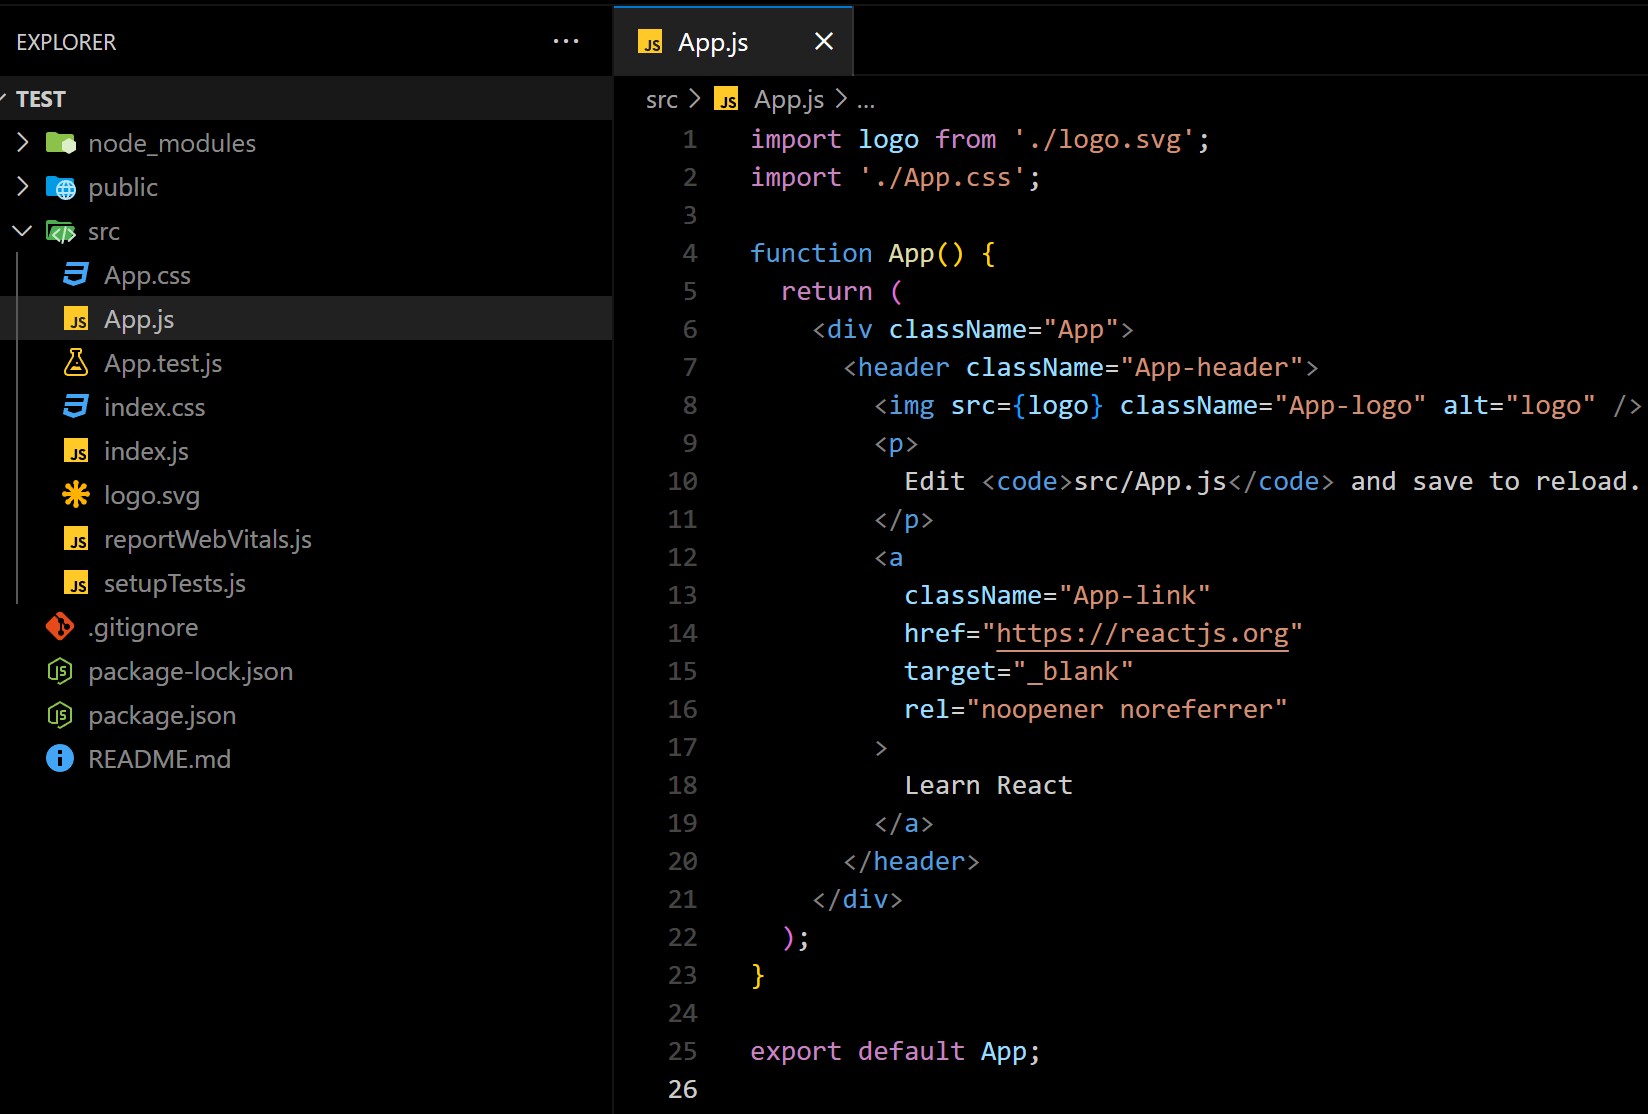 EXPLORER
TEST
node_modules
public
src
App.css
App.js
App.test.js
index.css
index.js
logo.svg
reportWebVitals.js
setupTests.js
.gitignore
package-lock.json
package.json
README.md
JS App.js
src > JS App.js > ...
1 import logo from './logo.svg';
2 import './App.css';
3
4 function App() {
5   return (
6     <div className="App">
7       <header className="App-header">
8         <img src={logo} className="App-logo" alt="logo" />
9         <p>
10           Edit <code>src/App.js</code> and save to reload.
11         </p>
12         <a
13           className="App-link"
14           href="https://reactjs.org"
15           target="_blank"
16           rel="noopener noreferrer"
17         >
18           Learn React
19         </a>
20       </header>
21     </div>
22   );
23 }
24
25 export default App;
26